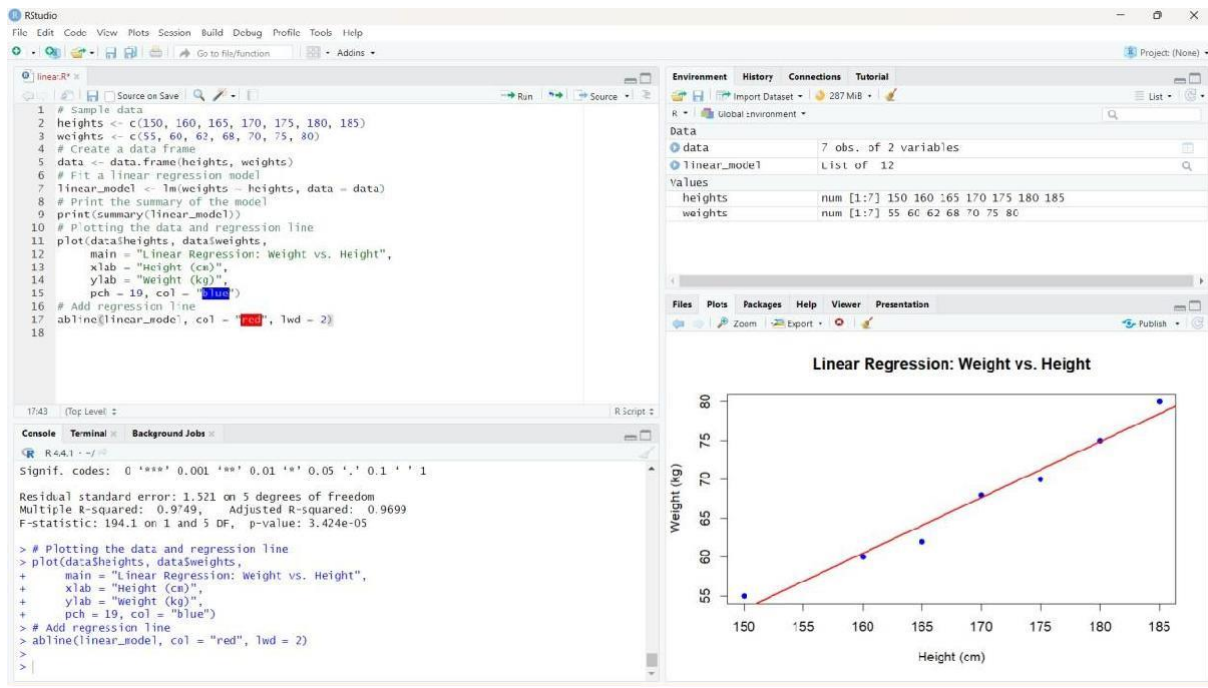 RStudio
File Edit Code View Plots Session Build Debug Profile Tools Help
Go to file/function
Addins
Project: (None)
linear.R*
Source on Save
Run
Source
1 # Sample data
2 heights <- c(150, 160, 165, 170, 175, 180, 185)
3 weights <- c(55, 60, 62, 68, 70, 75, 80)
4 # Create a data frame
5 data <- data.frame(heights, weights)
6 # Fit a linear regression model
7 linear_model <- lm(weights ~ heights, data = data)
8 # Print the summary of the model
9 print(summary(linear_model))
10 # Plotting the data and regression line
11 plot(data$heights, data$weights,
12 main = "Linear Regression: Weight vs. Height",
13 xlab = "Height (cm)",
14 ylab = "Weight (kg)",
15 pch = 19, col = "blue")
16 # Add regression line
17 abline(linear_model, col = "red", lwd = 2)
18
17:43 (Top Level) R Script
Console Terminal Background Jobs
R 4.4.1 · ~/
Signif. codes: 0 '***' 0.001 '**' 0.01 '*' 0.05 '.' 0.1 ' ' 1
Residual standard error: 1.521 on 5 degrees of freedom
Multiple R-squared: 0.9749, Adjusted R-squared: 0.9699
F-statistic: 194.1 on 1 and 5 DF, p-value: 3.424e-05
> # Plotting the data and regression line
> plot(data$heights, data$weights,
+ main = "Linear Regression: Weight vs. Height",
+ xlab = "Height (cm)",
+ ylab = "Weight (kg)",
+ pch = 19, col = "blue")
> # Add regression line
> abline(linear_model, col = "red", lwd = 2)
>
>
Environment History Connections Tutorial
Import Dataset 287 MiB List
R Global Environment
Data
data 7 obs. of 2 variables
linear_model List of 12
Values
heights num [1:7] 150 160 165 170 175 180 185
weights num [1:7] 55 60 62 68 70 75 80
Files Plots Packages Help Viewer Presentation
Zoom Export Publish
Linear Regression: Weight vs. Height
Weight (kg)
80
75
70
65
60
55
150 155 160 165 170 175 180 185
Height (cm)